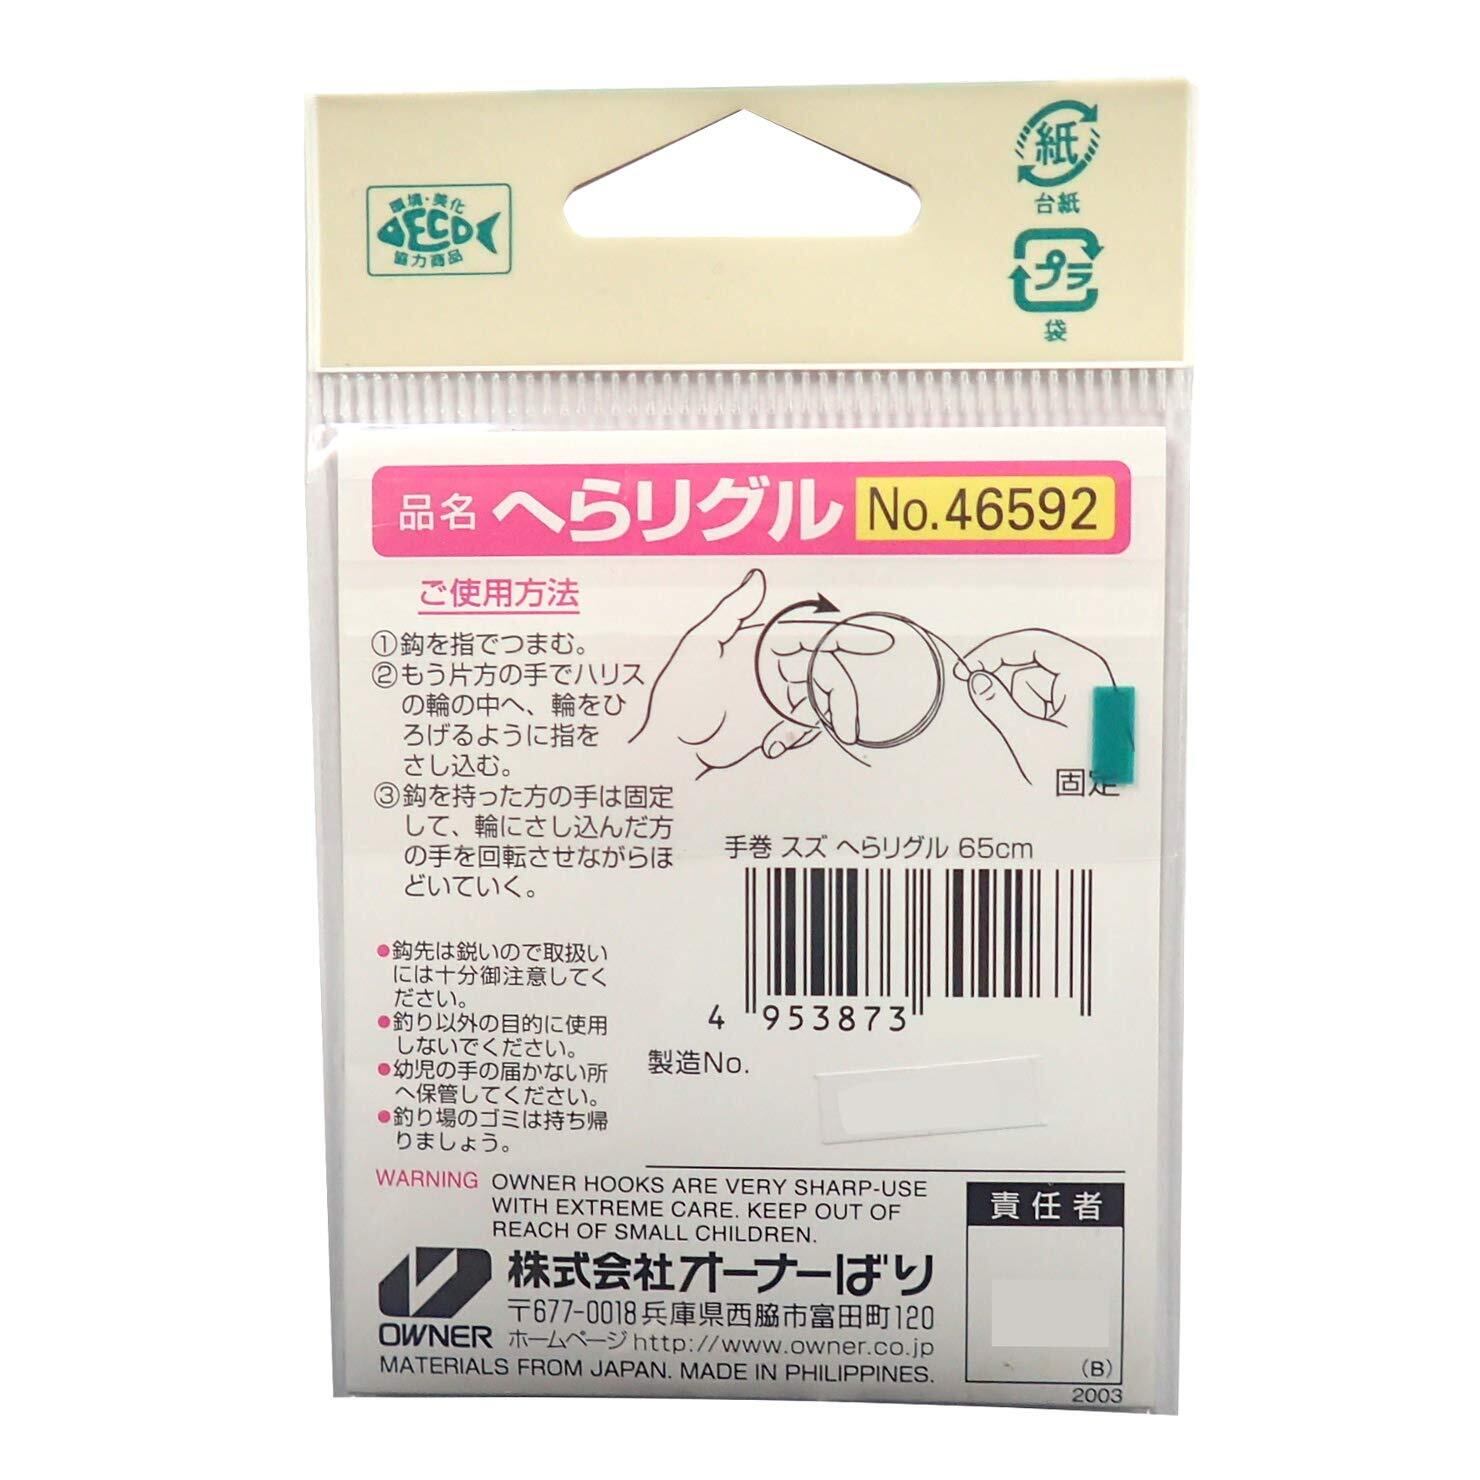 環境・美化
ECO
協力商品
紙
台紙
プラ
袋
品名 へらリグル No.46592
ご使用方法
①鈎を指でつまむ。
②もう片方の手でハリス
の輪の中へ、輪をひ
ろげるように指を
さし込む。
③鈎を持った方の手は固定
して、輪にさし込んだ方
の手を回転させながらほ
どいていく。
固定
手巻 スズ へらリグル 65cm
4 953873
製造No.
●鈎先は鋭いので取扱い
には十分御注意してく
ださい。
●釣り以外の目的に使用
しないでください。
●幼児の手の届かない所
へ保管してください。
●釣り場のゴミは持ち帰
りましょう。
WARNING OWNER HOOKS ARE VERY SHARP-USE
WITH EXTREME CARE. KEEP OUT OF
REACH OF SMALL CHILDREN.
責任者
OWNER
株式会社オーナーばり
〒677-0018兵庫県西脇市富田町120
ホームページhttp://www.owner.co.jp
MATERIALS FROM JAPAN. MADE IN PHILIPPINES.
(B)
2003